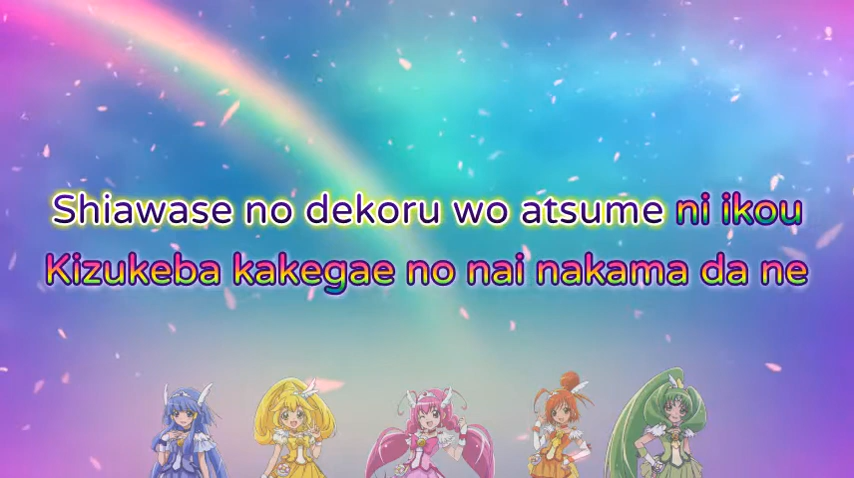 Shiawase no dekoru wo atsume ni ikou
Kizukeba kakegae no nai nakama da ne